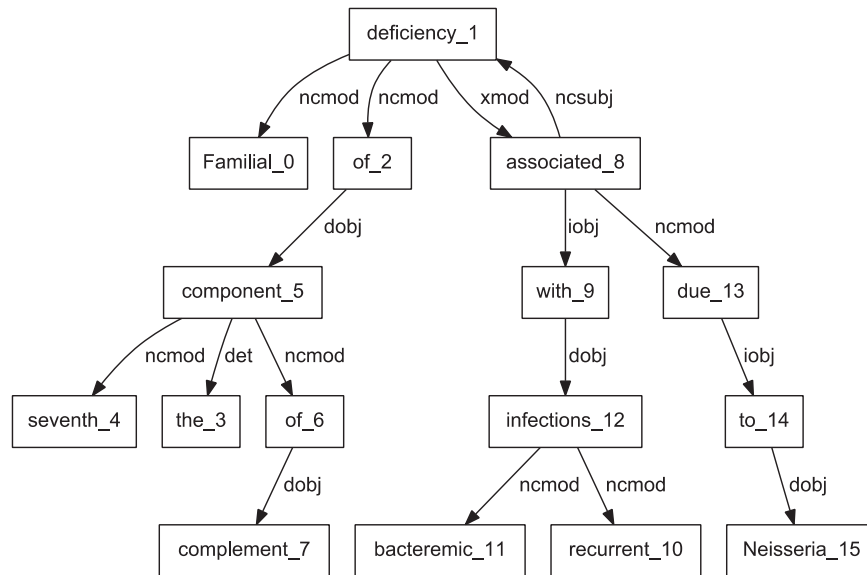 deficiency_1
ncmod ncmod xmod ncsubj
Familial_0 of_2 associated_8
dobj iobj ncmod
component_5 with_9 due_13
ncmod det ncmod dobj iobj
seventh_4 the_3 of_6 infections_12 to_14
dobj ncmod ncmod dobj
complement_7 bacteremic_11 recurrent_10 Neisseria_15